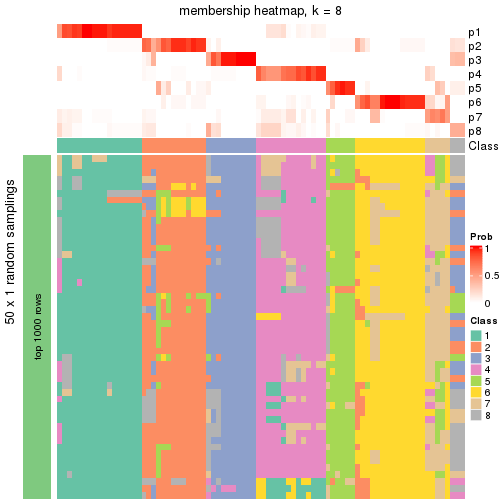 membership heatmap, k = 8
p1
p2
p3
p4
p5
p6
p7
p8
Class
50 x 1 random samplings
top 1000 rows
Prob
1
0.5
0
Class
1
2
3
4
5
6
7
8